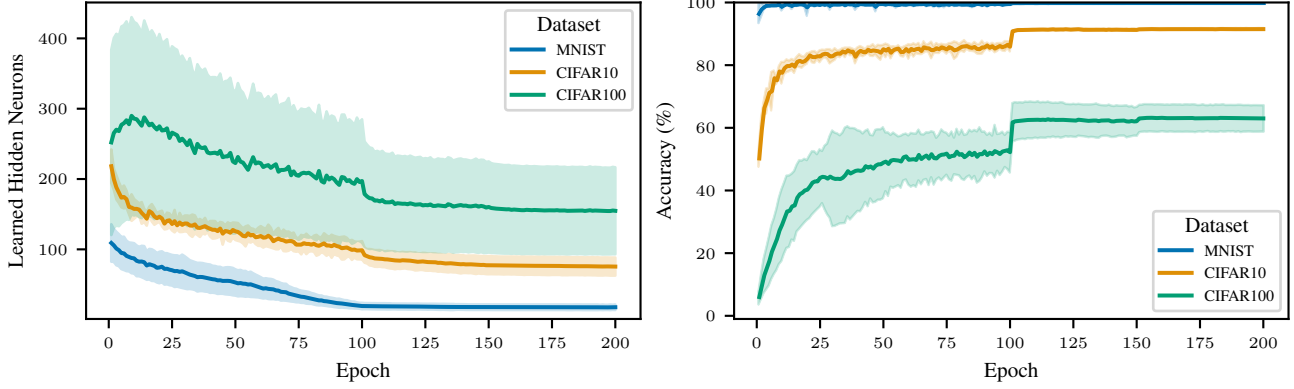 Learned Hidden Neurons
400
300
200
100
0 25 50 75 100 125 150 175 200
Epoch
Dataset
MNIST
CIFAR10
CIFAR100
Accuracy (%)
100
80
60
40
20
0
0 25 50 75 100 125 150 175 200
Epoch
Dataset
MNIST
CIFAR10
CIFAR100